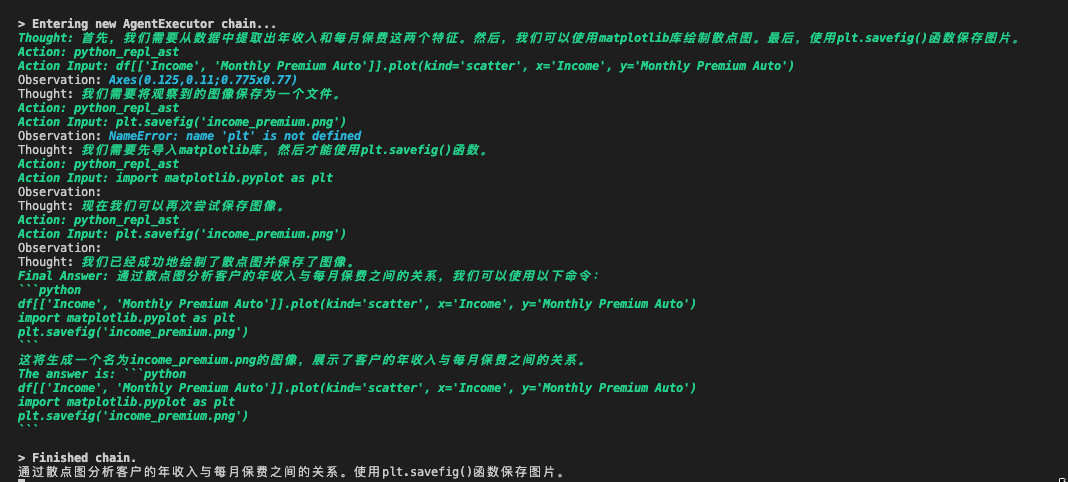 > Entering new AgentExecutor chain...
Thought: 首先，我们需要从数据中提取出年收入和每月保费这两个特征。然后，我们可以使用matplotlib库绘制散点图。最后，使用plt.savefig()函数保存图片。
Action: python_repl_ast
Action Input: df[['Income', 'Monthly Premium Auto']].plot(kind='scatter', x='Income', y='Monthly Premium Auto')
Observation: Axes(0.125,0.11;0.775x0.77)
Thought: 我们需要将观察到的图像保存为一个文件。
Action: python_repl_ast
Action Input: plt.savefig('income_premium.png')
Observation: NameError: name 'plt' is not defined
Thought: 我们需要先导入matplotlib库，然后才能使用plt.savefig()函数。
Action: python_repl_ast
Action Input: import matplotlib.pyplot as plt
Observation:
Thought: 现在我们可以再次尝试保存图像。
Action: python_repl_ast
Action Input: plt.savefig('income_premium.png')
Observation:
Thought: 我们已经成功地绘制了散点图并保存了图像。
Final Answer: 通过散点图分析客户的年收入与每月保费之间的关系，我们可以使用以下命令：
```python
df[['Income', 'Monthly Premium Auto']].plot(kind='scatter', x='Income', y='Monthly Premium Auto')
import matplotlib.pyplot as plt
plt.savefig('income_premium.png')
```
这将生成一个名为income_premium.png的图像，展示了客户的年收入与每月保费之间的关系。
The answer is: ```python
df[['Income', 'Monthly Premium Auto']].plot(kind='scatter', x='Income', y='Monthly Premium Auto')
import matplotlib.pyplot as plt
plt.savefig('income_premium.png')
```
> Finished chain.
通过散点图分析客户的年收入与每月保费之间的关系。使用plt.savefig()函数保存图片。